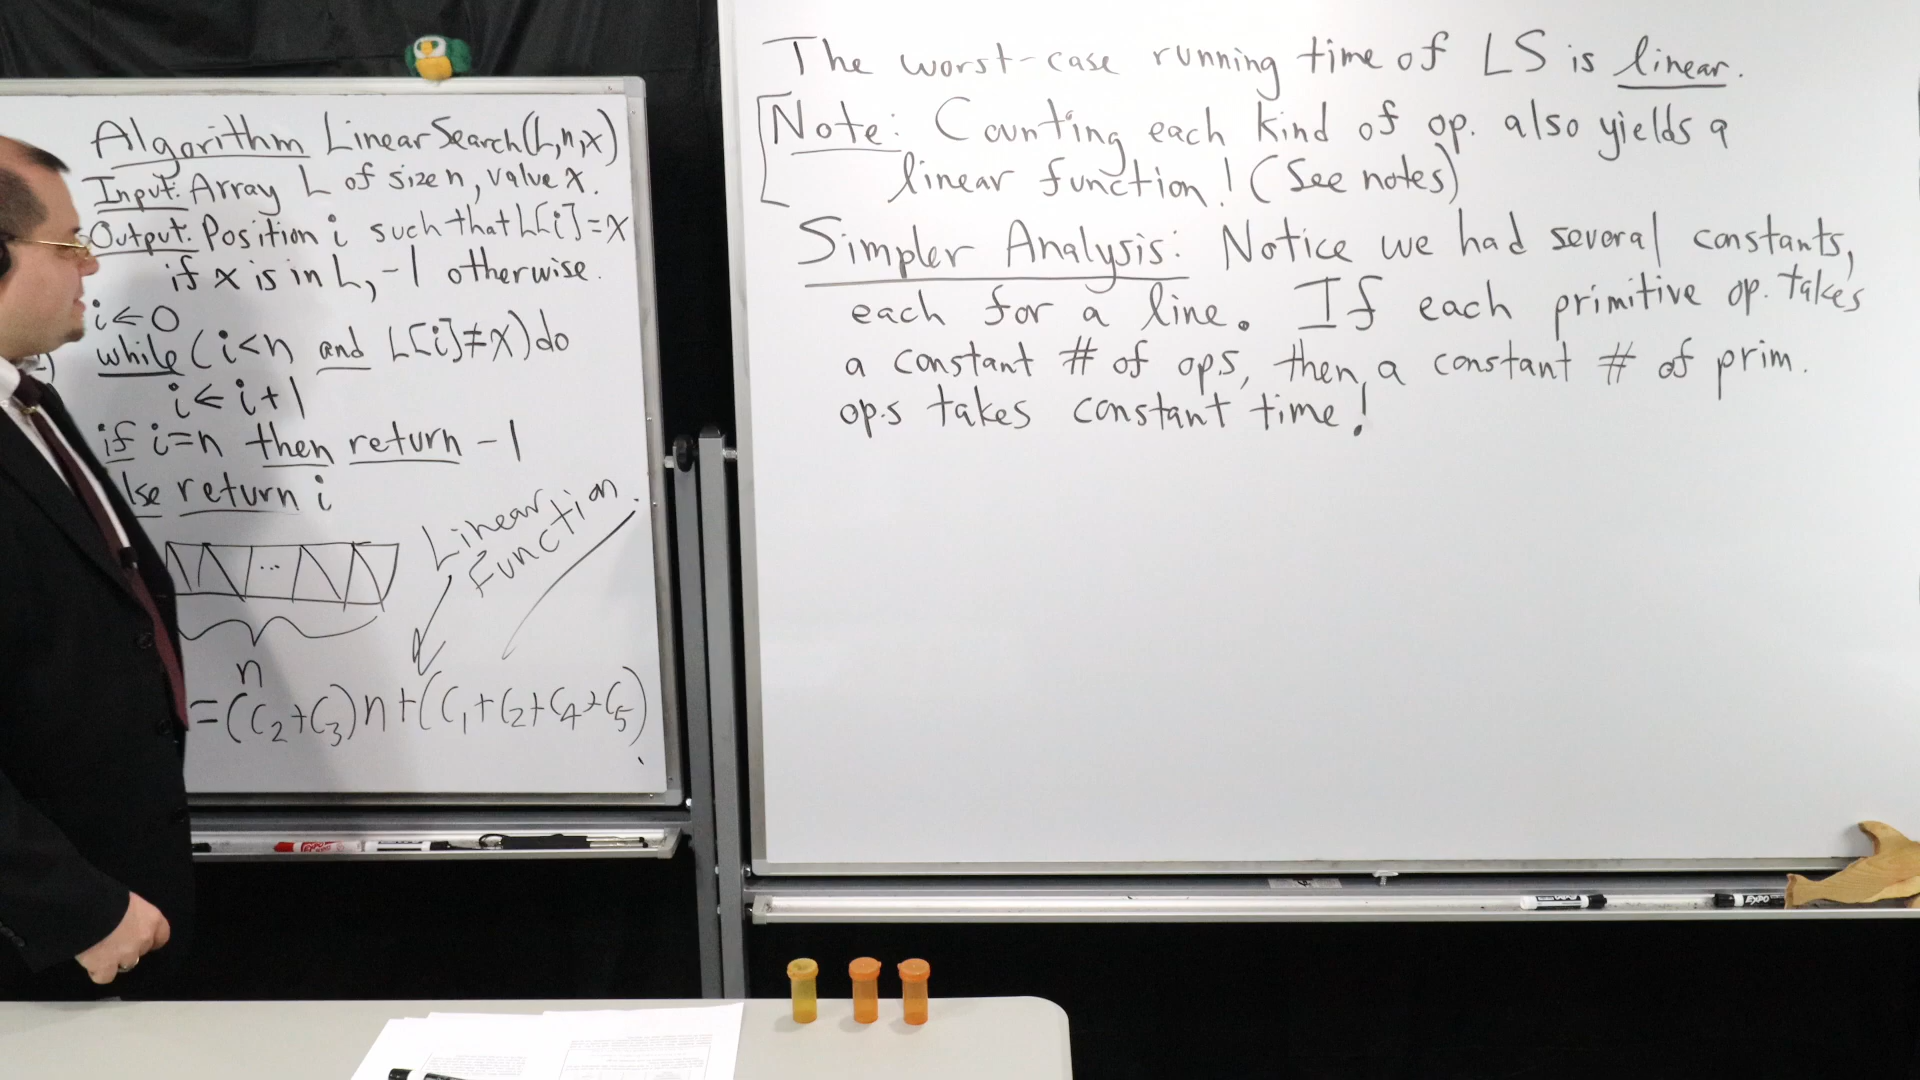 Algorithm LinearSearch(L,n,x)
Input: Array L of size n, value x.
Output: Position i such that L[i]=x
if x is in L, -1 otherwise.
i←0
while (i<n and L[i]≠x) do
i←i+1
if i=n then return -1
lse return i
Linear
Function.
...
n
=(C₂+C₃)n+(C₁+C₂+C₄+C₅)
The worst-case running time of LS is linear.
Note: Counting each kind of op. also yields a
linear function! (See notes)
Simpler Analysis: Notice we had several constants,
each for a line. If each primitive op. takes
a constant # of ops, then a constant # of prim.
ops takes constant time!
EXPO